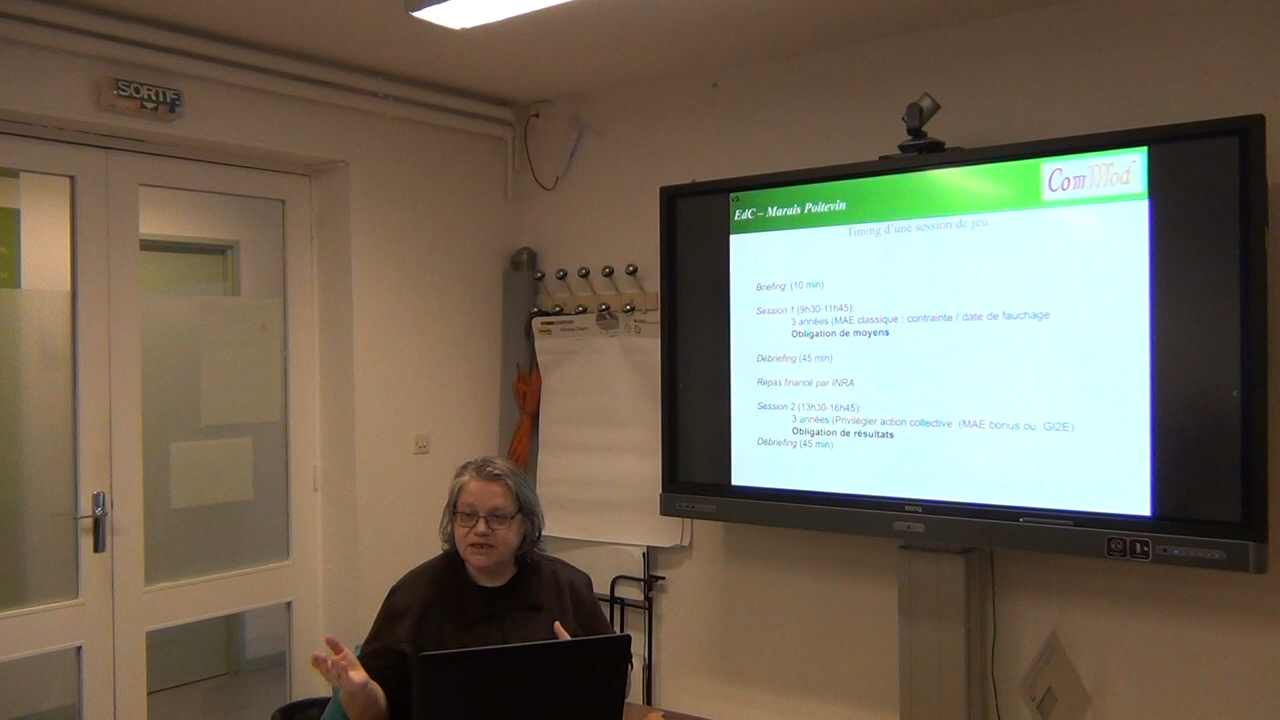 SORTIE
V5
EdC – Marais Poitevin
ComMod
Timing d'une session de jeu
Briefing: (10 min)
Session 1 (9h30-11h45):
3 années (MAE classique : contrainte / date de fauchage
Obligation de moyens
Débriefing (45 min)
Repas financé par INRA
Session 2 (13h30-16h45):
3 années (Privilégier action collective (MAE bonus ou GI2E)
Obligation de résultats
Débriefing (45 min)
BENQ